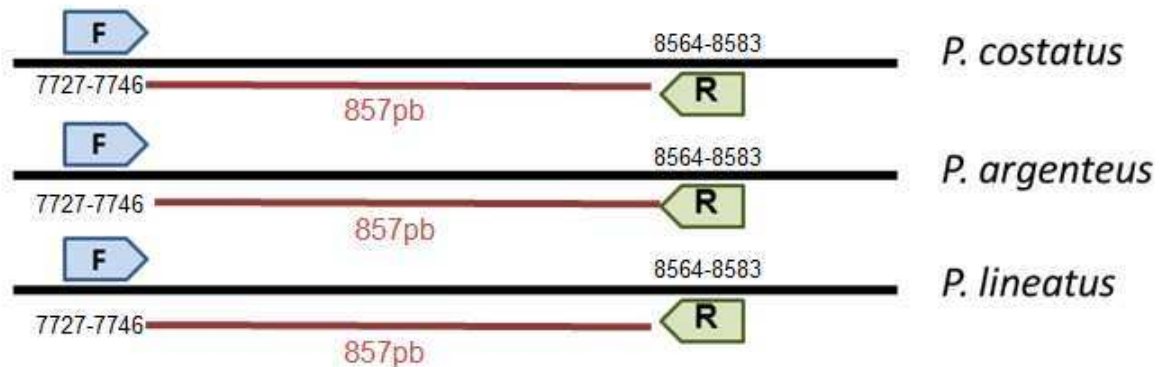 F
8564-8583
P. costatus
7727-7746
R
857pb
F
8564-8583
P. argenteus
7727-7746
R
857pb
F
8564-8583
P. lineatus
7727-7746
R
857pb